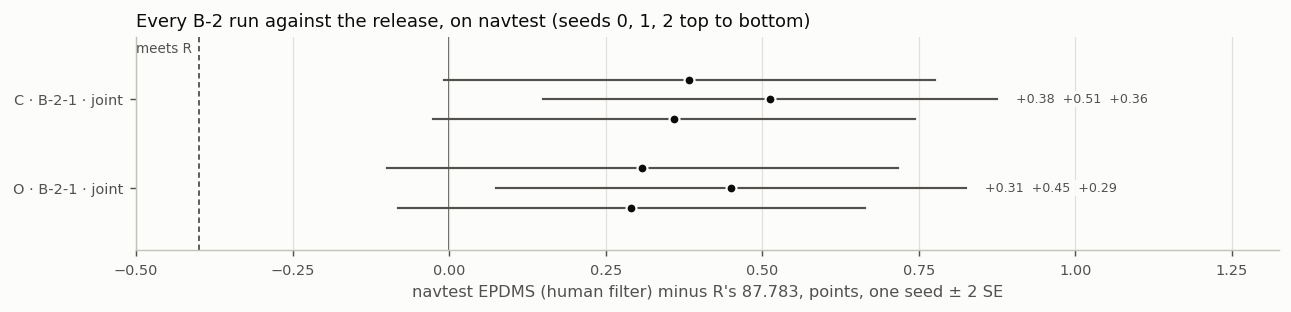 Every B-2 run against the release, on navtest (seeds 0, 1, 2 top to bottom)
meets R
C · B-2-1 · joint
+0.38 +0.51 +0.36
O · B-2-1 · joint
+0.31 +0.45 +0.29
−0.50 −0.25 0.00 0.25 0.50 0.75 1.00 1.25
navtest EPDMS (human filter) minus R's 87.783, points, one seed ± 2 SE